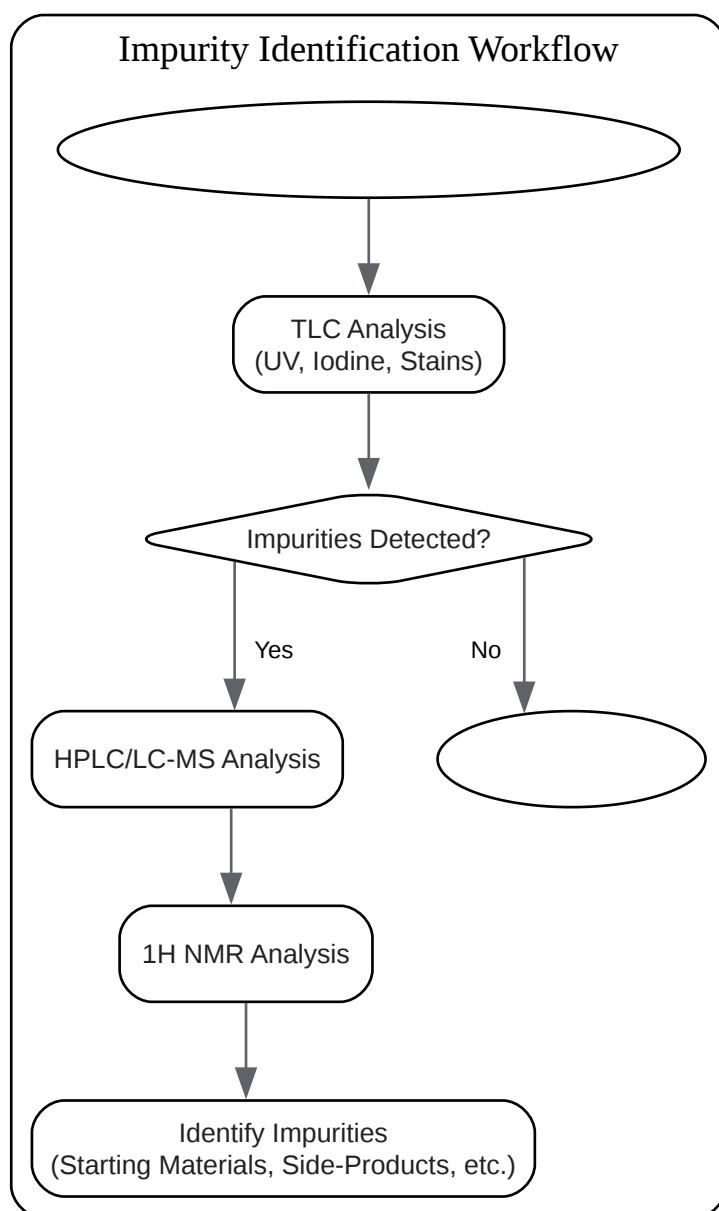 Impurity Identification Workflow
TLC Analysis
(UV, Iodine, Stains)
Impurities Detected?
Yes
No
HPLC/LC-MS Analysis
1H NMR Analysis
Identify Impurities
(Starting Materials, Side-Products, etc.)